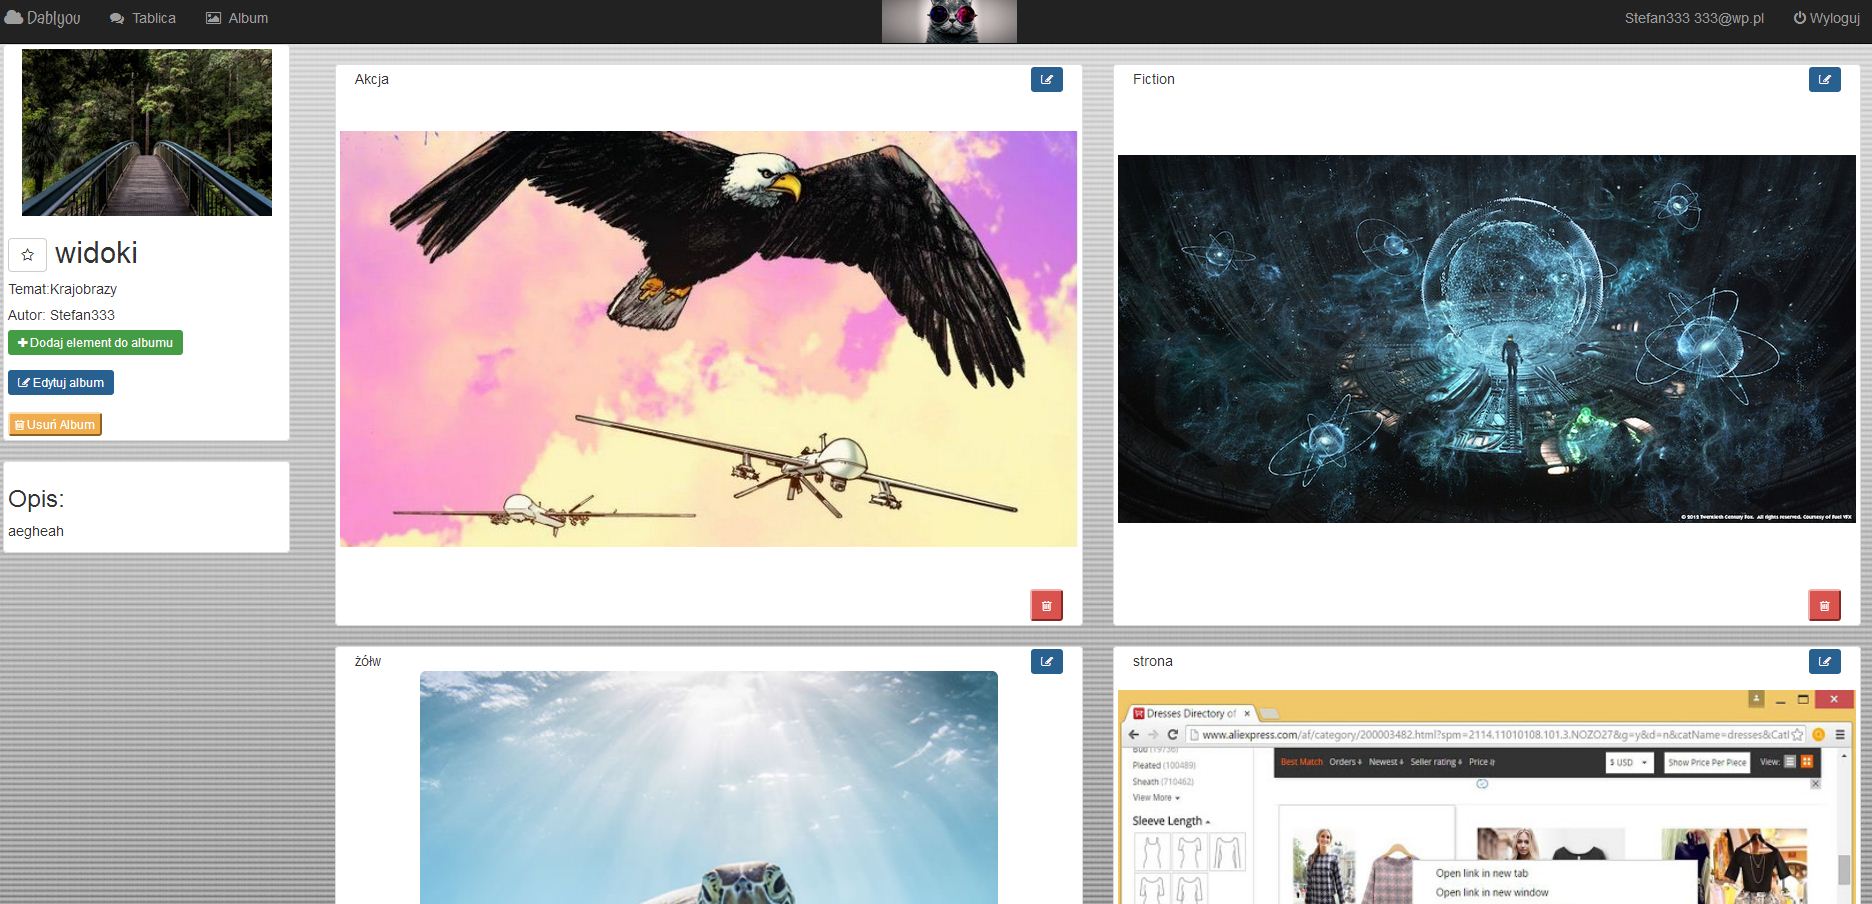 Dablyou Tablica Album Stefan333 333@wp.pl Wyloguj
widoki
Temat:Krajobrazy
Autor: Stefan333
Dodaj element do albumu
Edytuj album
Usuń Album
Opis:
aegheah
Akcja
Fiction
© 2012 Twentieth Century Fox. All rights reserved. Courtesy of Fuel VFX
żółw
strona
Dresses Directory of
www.aliexpress.com/af/category/200003482.html?spm=2114.11010108.101.3.NOZO27&g=y&d=n&catName=dresses&CatI
Pleated (100489)
Sheath (710462)
View More
Sleeve Length
Best Match Orders Newest Seller rating Price $ USD Show Price Per Piece View:
Open link in new tab
Open link in new window